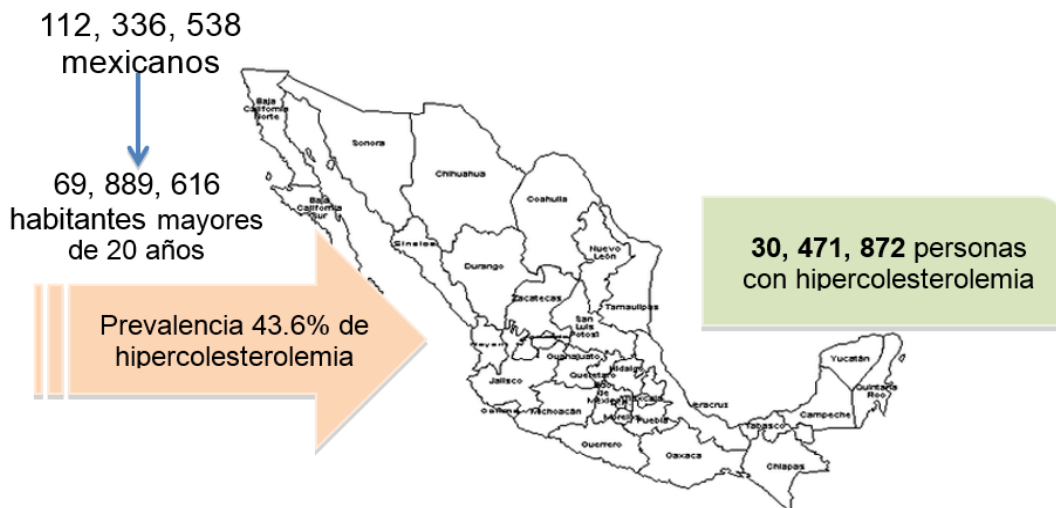 112, 336, 538
mexicanos
69, 889, 616
habitantes mayores
de 20 años
Prevalencia 43.6% de
hipercolesterolemia
30, 471, 872 personas
con hipercolesterolemia
Baja
California
Norte
Sonora
Chihuahua
Coahuila
Baja
California
Sur
Sinaloa
Nuevo
León
Durango
Zacatecas
Tamaulipas
San
Luis
Potosí
Guanajuato
Hidalgo
Querétaro
Jalisco
Michoacán
Tlaxcala
Morelos
Puebla
Veracruz
Guerrero
Oaxaca
Tabasco
Chiapas
Campeche
Yucatán
Quintana
Roo